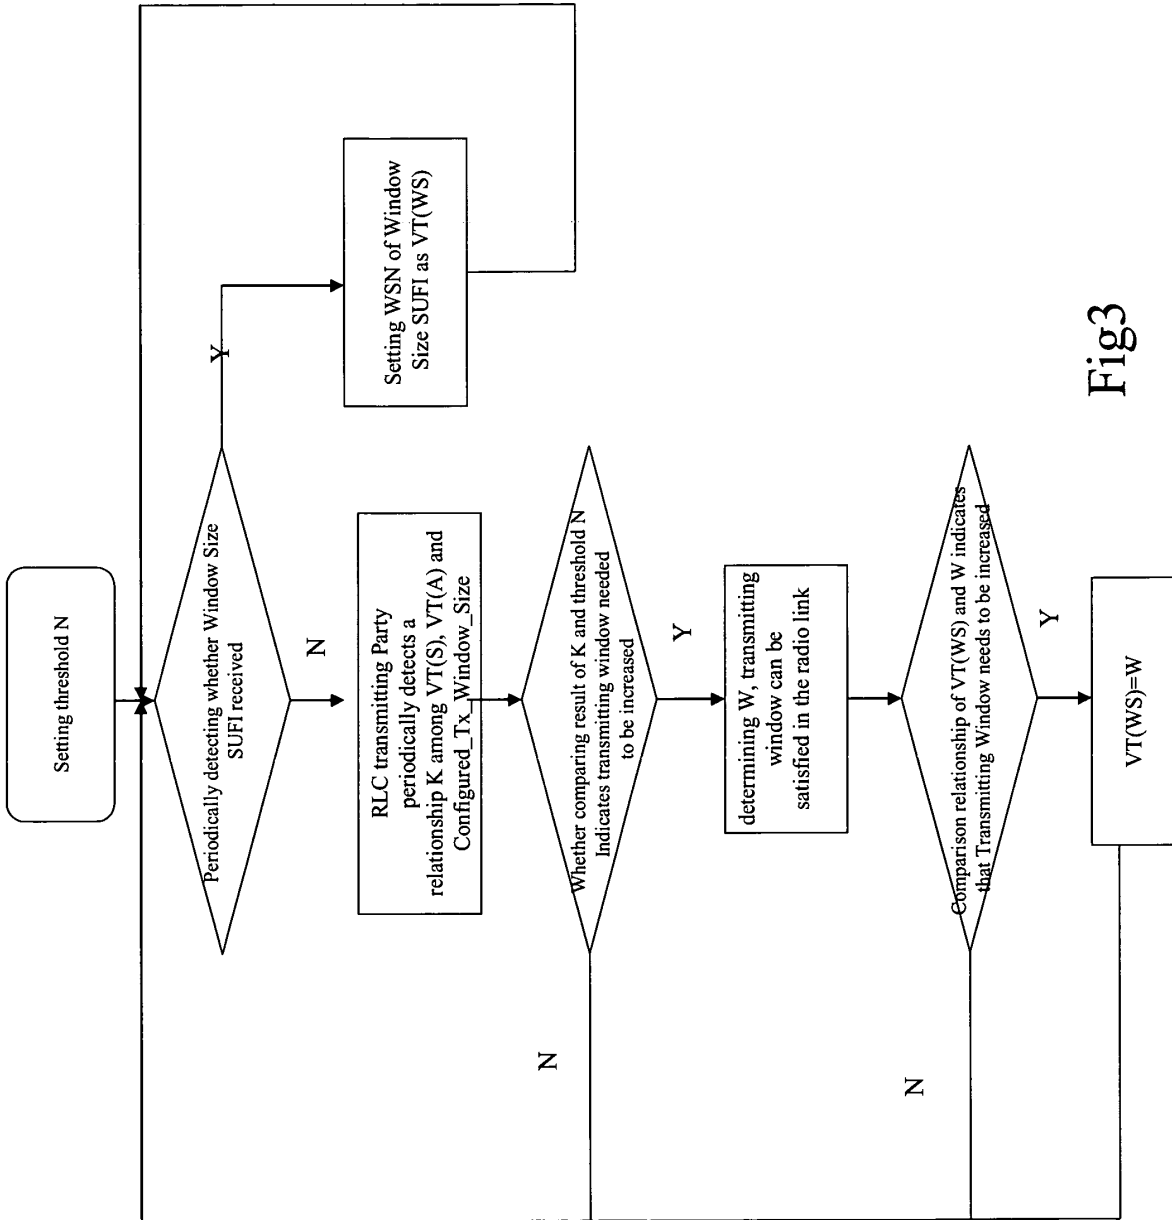 Setting threshold N
Periodically detecting whether Window Size
SUFI received
Y
Setting WSN of Window
Size SUFI as VT(WS)
N
RLC transmitting Party
periodically detects a
relationship K among VT(S), VT(A) and
Configured_Tx_Window_Size
Whether comparing result of K and threshold N
Indicates transmitting window needed
to be increased
N
Y
determining W, transmitting
window can be
satisfied in the radio link
Comparison relationship of VT(WS) and W indicates
that Transmitting Window needs to be increased
N
Y
VT(WS)=W
Fig3